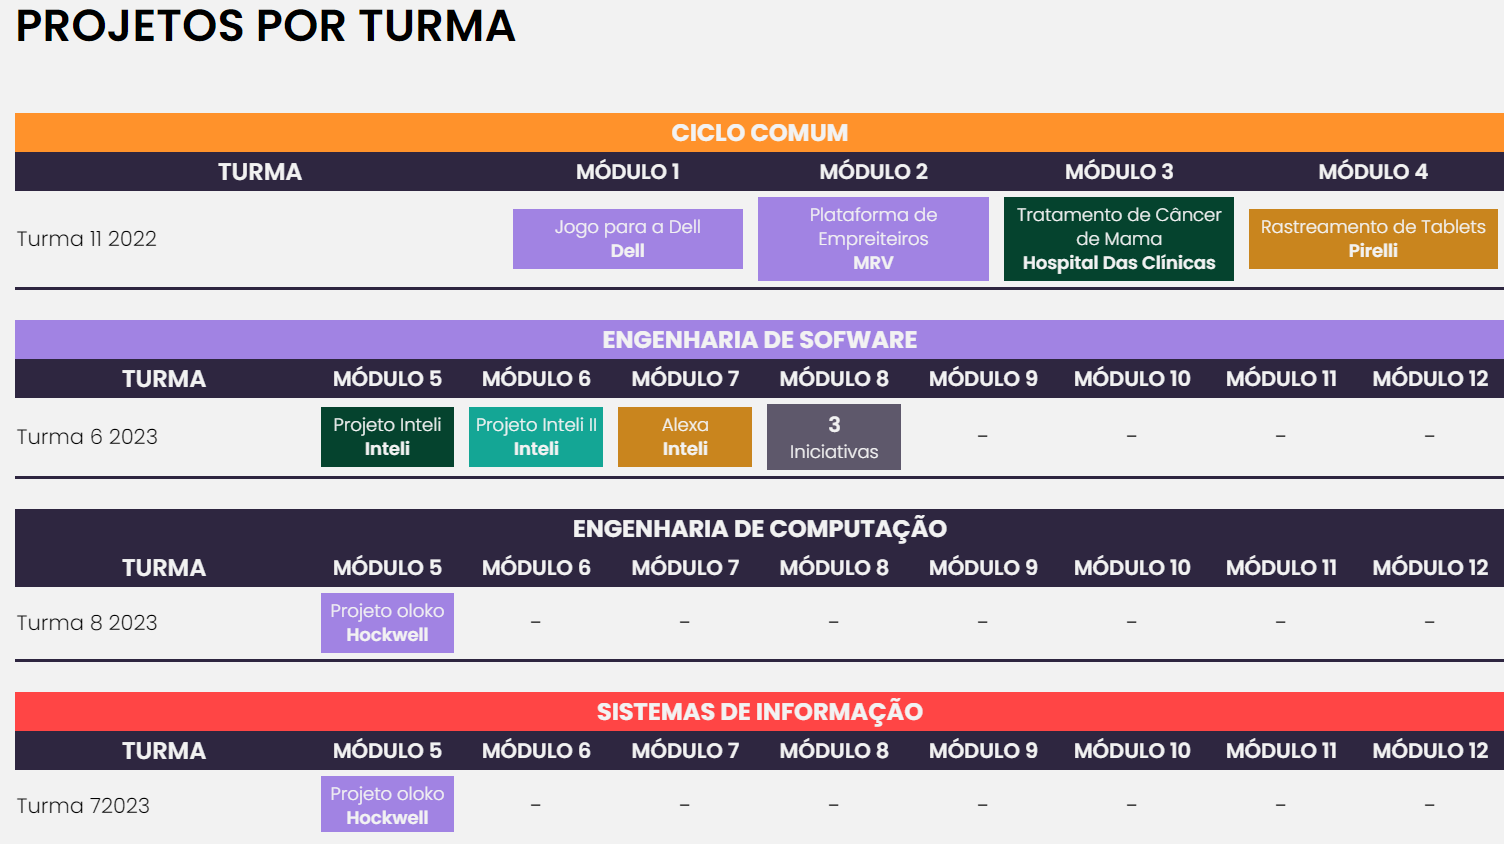 PROJETOS POR TURMA
CICLO COMUM
TURMA MÓDULO 1 MÓDULO 2 MÓDULO 3 MÓDULO 4
Turma 11 2022
Jogo para a Dell
Dell
Plataforma de
Empreiteiros
MRV
Tratamento de Câncer
de Mama
Hospital Das Clínicas
Rastreamento de Tablets
Pirelli
ENGENHARIA DE SOFWARE
TURMA MÓDULO 5 MÓDULO 6 MÓDULO 7 MÓDULO 8 MÓDULO 9 MÓDULO 10 MÓDULO 11 MÓDULO 12
Turma 6 2023
Projeto Inteli
Inteli
Projeto Inteli II
Inteli
Alexa
Inteli
3
Iniciativas
- - - -
ENGENHARIA DE COMPUTAÇÃO
TURMA MÓDULO 5 MÓDULO 6 MÓDULO 7 MÓDULO 8 MÓDULO 9 MÓDULO 10 MÓDULO 11 MÓDULO 12
Turma 8 2023
Projeto oloko
Hockwell
- - - - - - -
SISTEMAS DE INFORMAÇÃO
TURMA MÓDULO 5 MÓDULO 6 MÓDULO 7 MÓDULO 8 MÓDULO 9 MÓDULO 10 MÓDULO 11 MÓDULO 12
Turma 72023
Projeto oloko
Hockwell
- - - - - - -